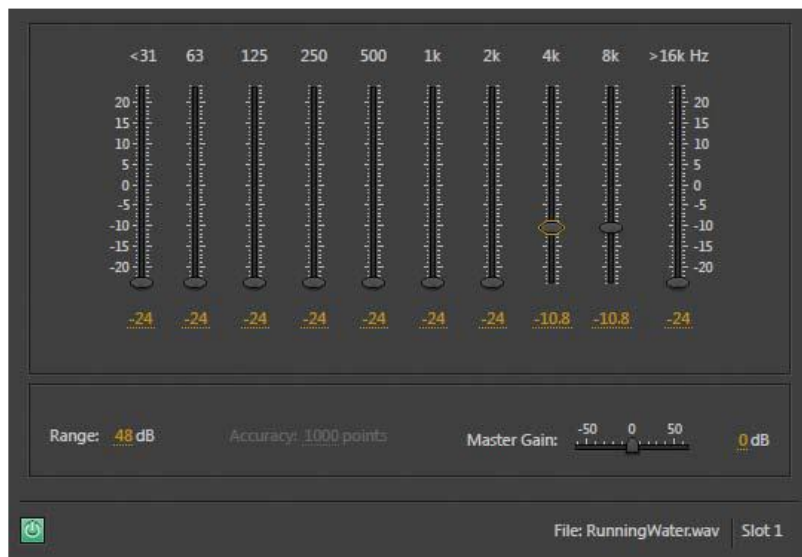 <31 63 125 250 500 1k 2k 4k 8k >16k Hz
20 20
15 15
10 10
5 5
0 0
-5 -5
-10 -10
-15 -15
-20 -20
-24 -24 -24 -24 -24 -24 -24 -10.8 -10.8 -24
-50 0 50
Range: 48 dB Accuracy: 1000 points Master Gain: 0 dB
File: RunningWater.wav Slot 1